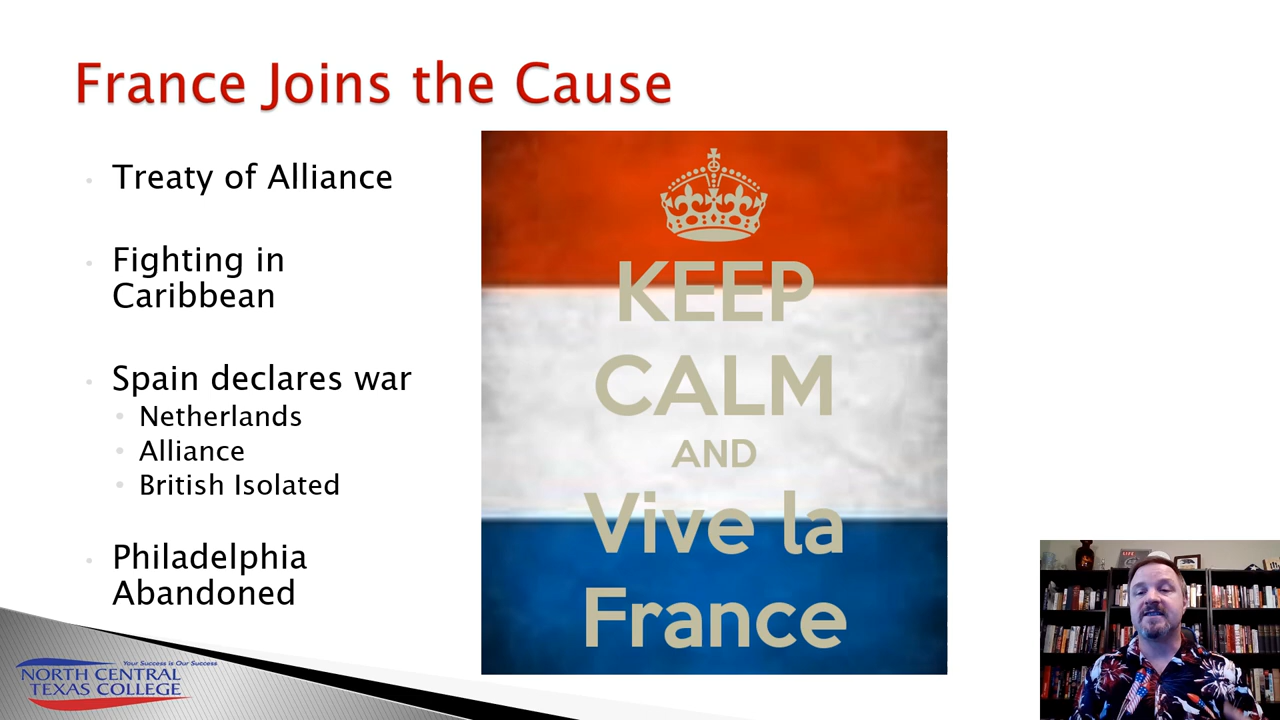 France Joins the Cause
Treaty of Alliance
Fighting in
Caribbean
Spain declares war
Netherlands
Alliance
British Isolated
Philadelphia
Abandoned
KEEP
CALM
AND
Vive la
France
Your Success is Our Success
NORTH CENTRAL
TEXAS COLLEGE
LIFE